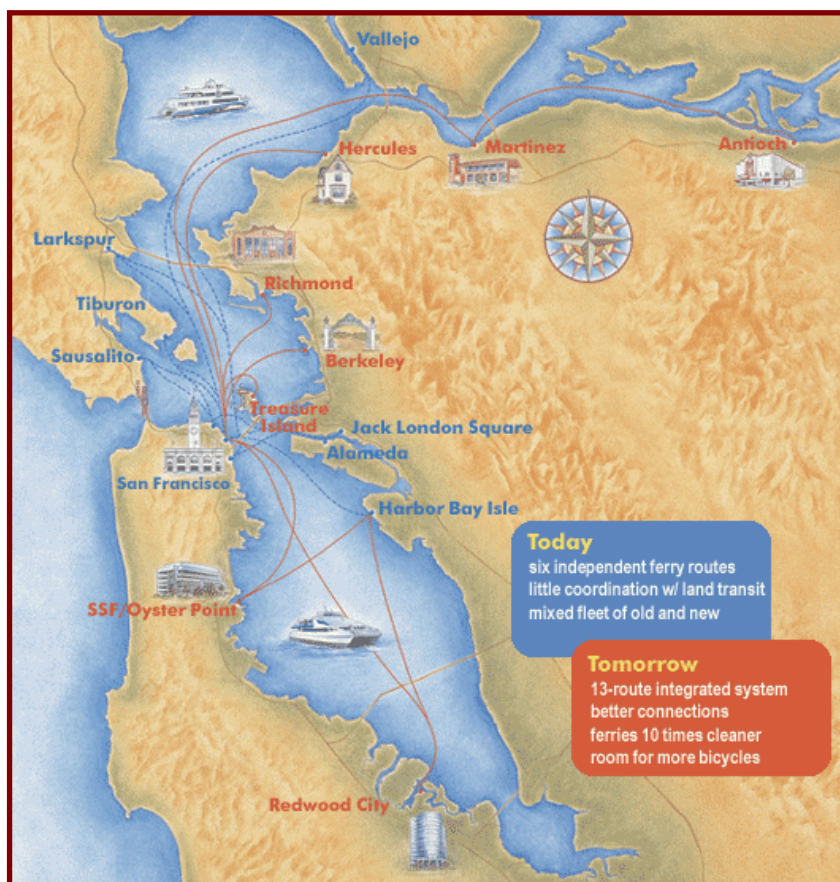 Vallejo
Hercules
Martinez
Antioch
Larkspur
Richmond
Tiburon
Sausalito
Berkeley
Treasure
Island
Jack London Square
Alameda
San Francisco
Harbor Bay Isle
SSF/Oyster Point
Redwood City
Today
six independent ferry routes
little coordination w/ land transit
mixed fleet of old and new
Tomorrow
13-route integrated system
better connections
ferries 10 times cleaner
room for more bicycles